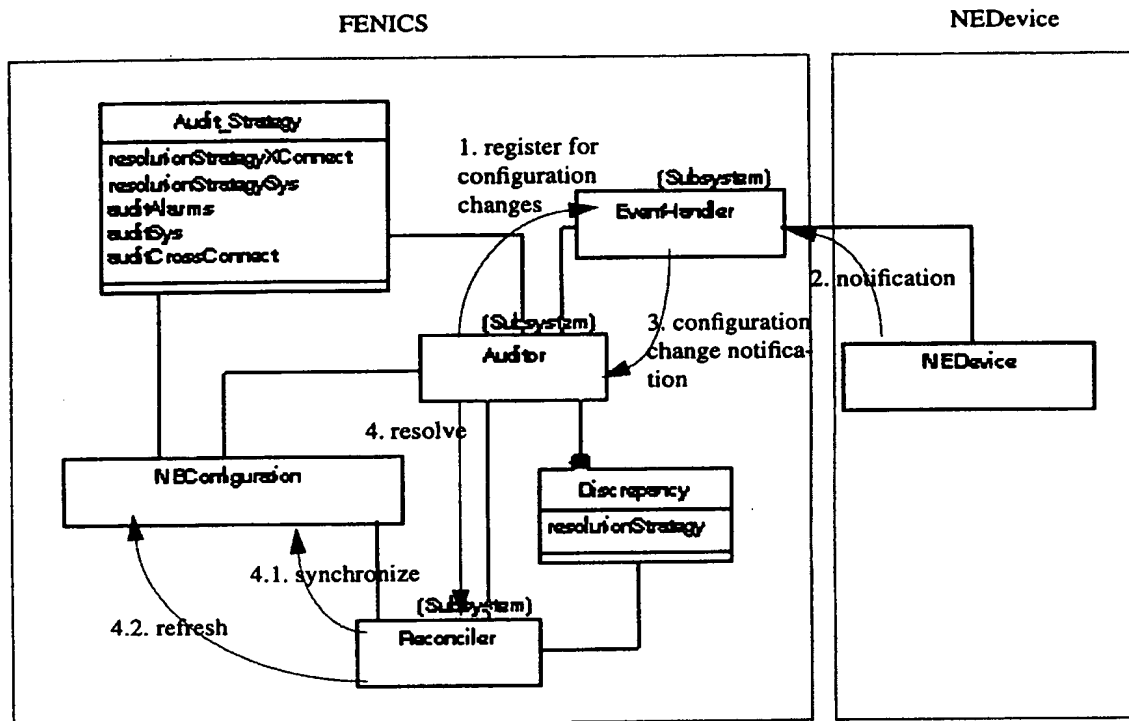 FENICS
NEDevice
Audit_Strategy
resolutionStrategyXConnect
resolutionStrategySys
auditAlarms
auditSys
auditCrossConnect
1. register for
configuration
changes
{Subsystem}
EventHandler
2. notification
3. configuration
change notifica-
tion
{Subsystem}
Auditor
NEDevice
4. resolve
NEConfiguration
Discrepancy
resolutionStrategy
4.1. synchronize
{Subsystem}
4.2. refresh
Reconciler